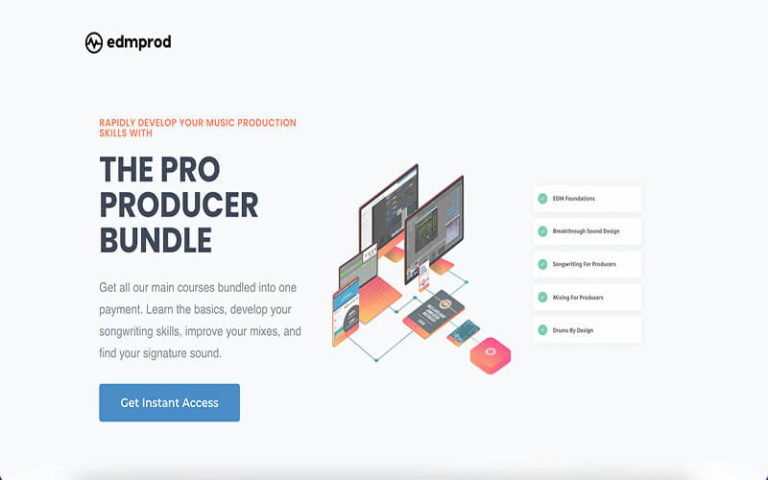 edmprod
RAPIDLY DEVELOP YOUR MUSIC PRODUCTION
SKILLS WITH
THE PRO
PRODUCER
BUNDLE
Get all our main courses bundled into one
payment. Learn the basics, develop your
songwriting skills, improve your mixes, and
find your signature sound.
Get Instant Access
EDM Foundations
Breakthrough Sound Design
Songwriting For Producers
Mixing For Producers
Drums By Design